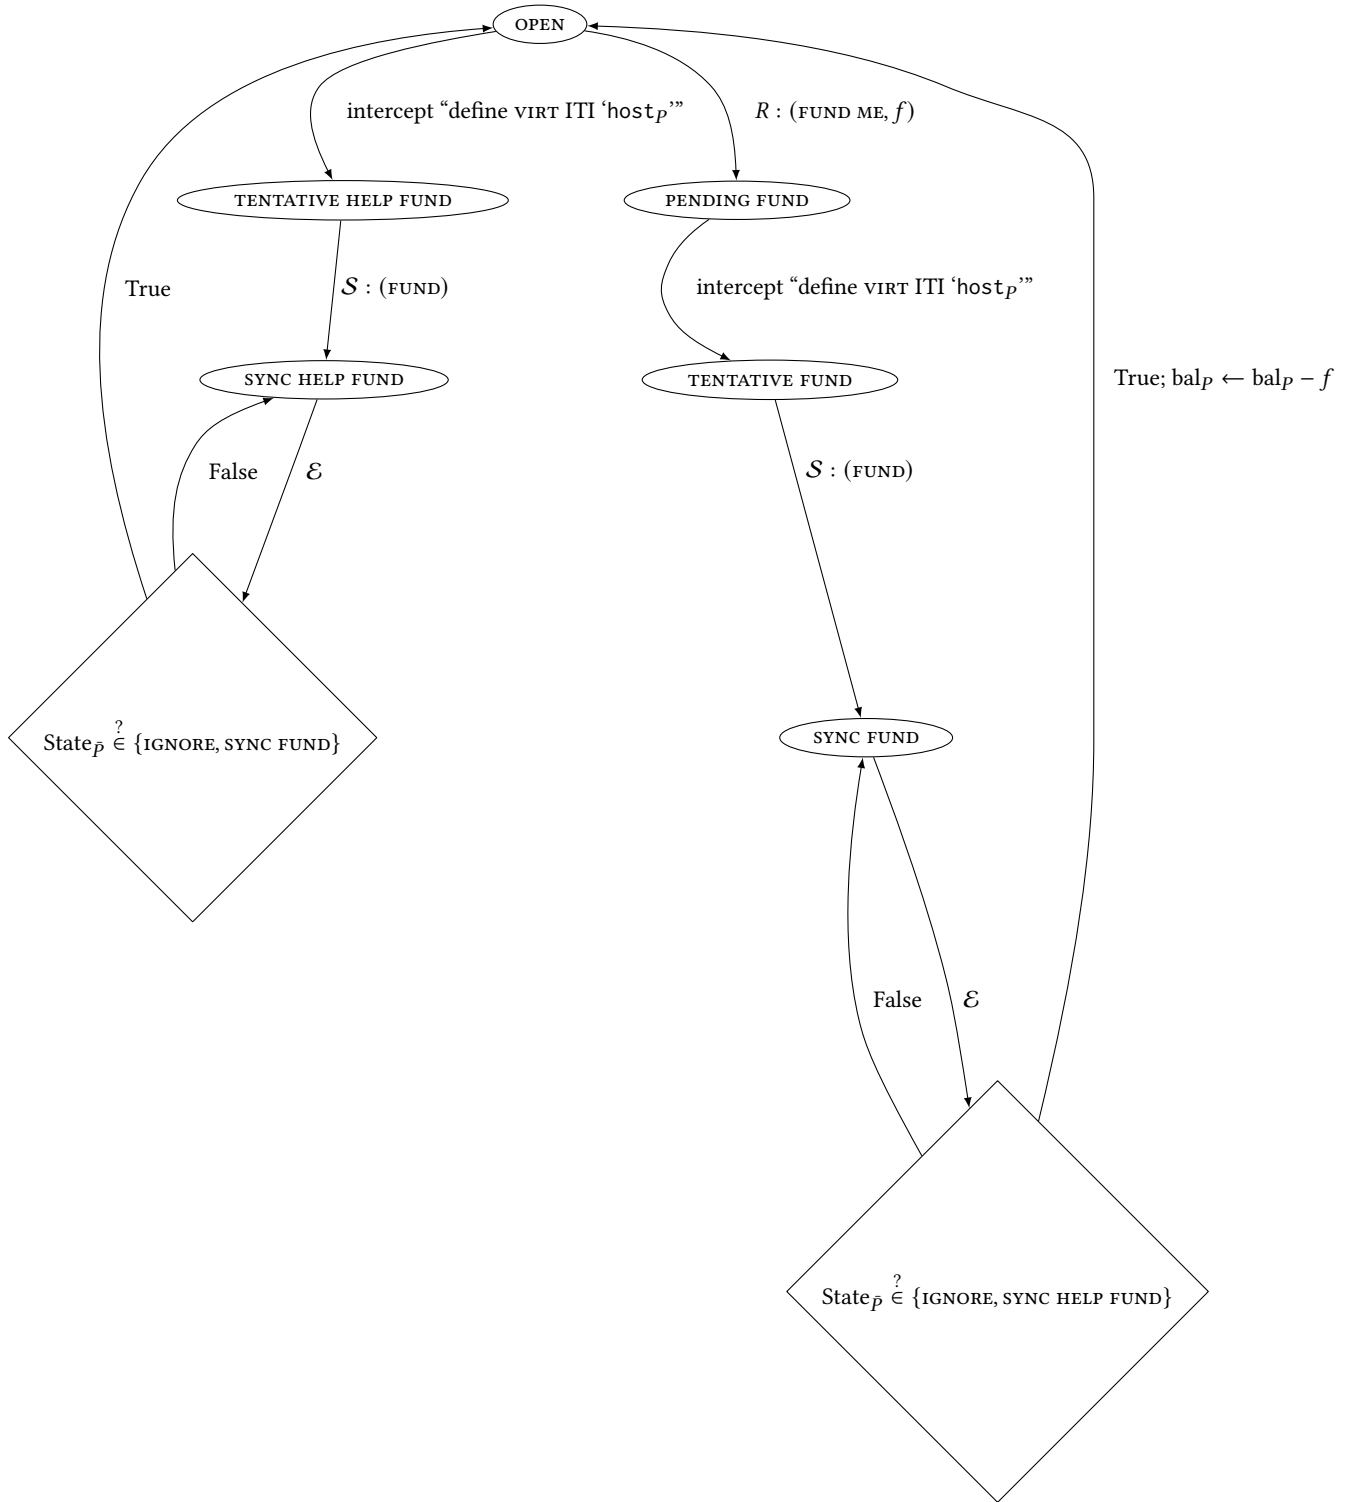 OPEN
intercept “define VIRT ITI ‘host_P’”
R : (FUND ME, f)
TENTATIVE HELP FUND
PENDING FUND
True
𝒮 : (FUND)
intercept “define VIRT ITI ‘host_P’”
SYNC HELP FUND
TENTATIVE FUND
True; bal_P ← bal_P − f
False
ℰ
𝒮 : (FUND)
State_P̄ ∈? {IGNORE, SYNC FUND}
SYNC FUND
False
ℰ
State_P̄ ∈? {IGNORE, SYNC HELP FUND}